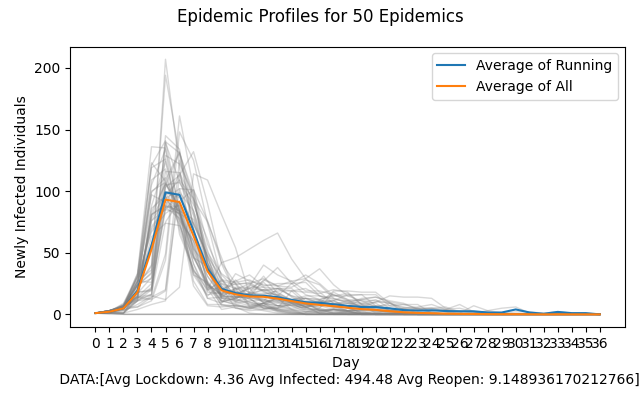 Epidemic Profiles for 50 Epidemics
Average of Running
Average of All
Newly Infected Individuals
200
150
100
50
0
0 1 2 3 4 5 6 7 8 9 10 11 12 13 14 15 16 17 18 19 20 21 22 23 24 25 26 27 28 29 30 31 32 33 34 35 36
Day
DATA:[Avg Lockdown: 4.36 Avg Infected: 494.48 Avg Reopen: 9.148936170212766]